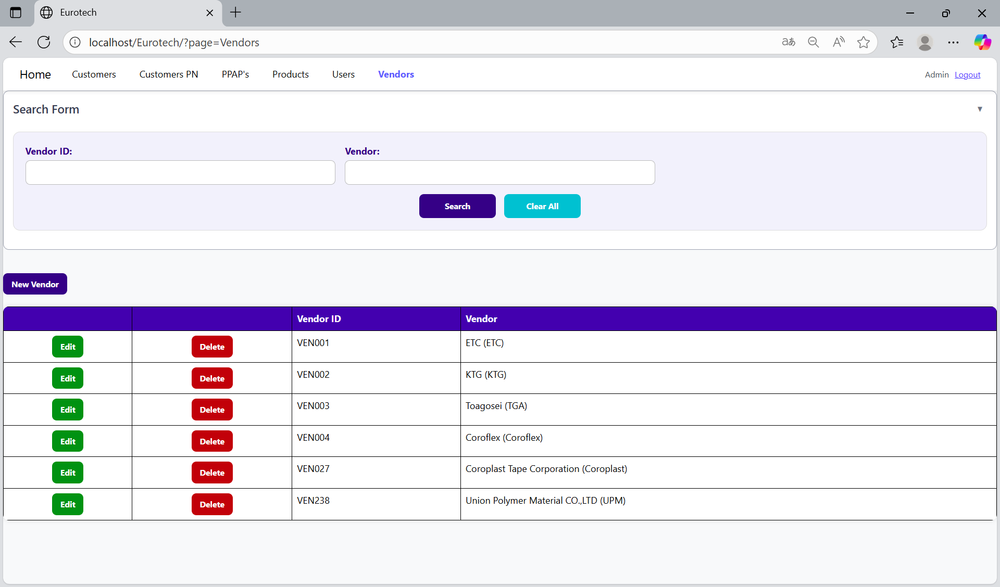 Eurotech
localhost/Eurotech/?page=Vendors
Home Customers Customers PN PPAP's Products Users Vendors Admin Logout
Search Form
Vendor ID: Vendor:
Search Clear All
New Vendor
Vendor ID Vendor
Edit Delete VEN001 ETC (ETC)
Edit Delete VEN002 KTG (KTG)
Edit Delete VEN003 Toagosei (TGA)
Edit Delete VEN004 Coroflex (Coroflex)
Edit Delete VEN027 Coroplast Tape Corporation (Coroplast)
Edit Delete VEN238 Union Polymer Material CO.,LTD (UPM)